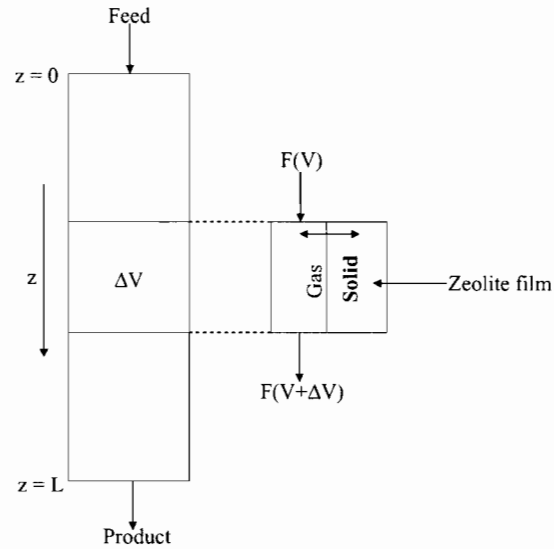 Feed
z = 0
F(V)
z
ΔV
Gas
Solid
Zeolite film
F(V+ΔV)
z = L
Product